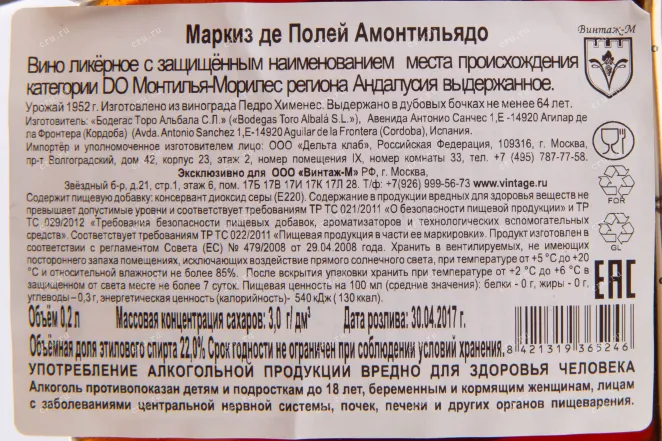 Маркиз де Полей Амонтильядо
Винтаж-М
Вино ликёрное с защищённым наименованием места происхождения
категории DO Монтилья-Морилес региона Андалусия выдержанное.
Урожай 1952 г. Изготовлено из винограда Педро Хименес. Выдержано в дубовых бочках не менее 64 лет.
Изготовитель: «Бодегас Торо Альбала С.Л.» («Bodegas Toro Albalá S.L.»), Авенида Антонио Санчес 1,Е -14920 Агилар де
ла Фронтера (Кордоба) (Avda. Antonio Sanchez 1,E-14920 Aguilar de la Frontera (Cordoba), Испания.
Импортёр и уполномоченное изготовителем лицо: ООО «Дельта клаб», Российская Федерация, 109316, г. Москва,
пр-т Волгоградский, дом 42, корпус 23, этаж 2, номер помещения IX, номер комнаты 33, тел. +7 (495) 787-77-58.
Эксклюзивно для ООО «Винтаж-М» РФ, г. Москва,
Звёздный б-р, д.21, стр.1, этаж 6, пом. 17Б 17В 17И 17К 17Л 28. Т/ф: +7(926) 999-56-73 www.vintage.ru
Содержит пищевую добавку: консервант диоксид серы (E220). Содержание в продукции вредных для здоровья веществ не
превышает допустимые уровни и соответствует требованиям ТР ТС 021/2011 «О безопасности пищевой продукции» и ТР
ТС 029/2012 «Требования безопасности пищевых добавок, ароматизаторов и технологических вспомогательных
средств». Соответствует требованиям ТР ТС 022/2011 «Пищевая продукция в части ее маркировки». Продукт изготовлен в
соответствии с регламентом Совета (ЕС) № 479/2008 от 29.04.2008 года. Хранить в вентилируемых, не имеющих
постороннего запаха помещениях, исключающих воздействие прямого солнечного света, при температуре от +5 °C до +20
°C и относительной влажности не более 85%. После вскрытия упаковки хранить при температуре от +2 °C до +6 °C в
защищенном от света месте не более 7 суток. Пищевая ценность на 100 мл (средние значения): белки - 0 г, жиры - 0 г,
углеводы – 0,3 г, энергетическая ценность (калорийность)- 540 кДж ( 130 ккал).
FOR
GL
EAC
Объём 0,2 л Массовая концентрация сахаров: 3,0 г/ дм³ Дата розлива: 30.04.2017 г.
Объёмная доля этилового спирта 22,0% Срок годности не ограничен при соблюдении условий хранения.
8 421319 365246
УПОТРЕБЛЕНИЕ АЛКОГОЛЬНОЙ ПРОДУКЦИИ ВРЕДНО ДЛЯ ЗДОРОВЬЯ ЧЕЛОВЕКА
Алкоголь противопоказан детям и подросткам до 18 лет, беременным и кормящим женщинам, лицам
с заболеваниями центральной нервной системы, почек, печени и других органов пищеварения.